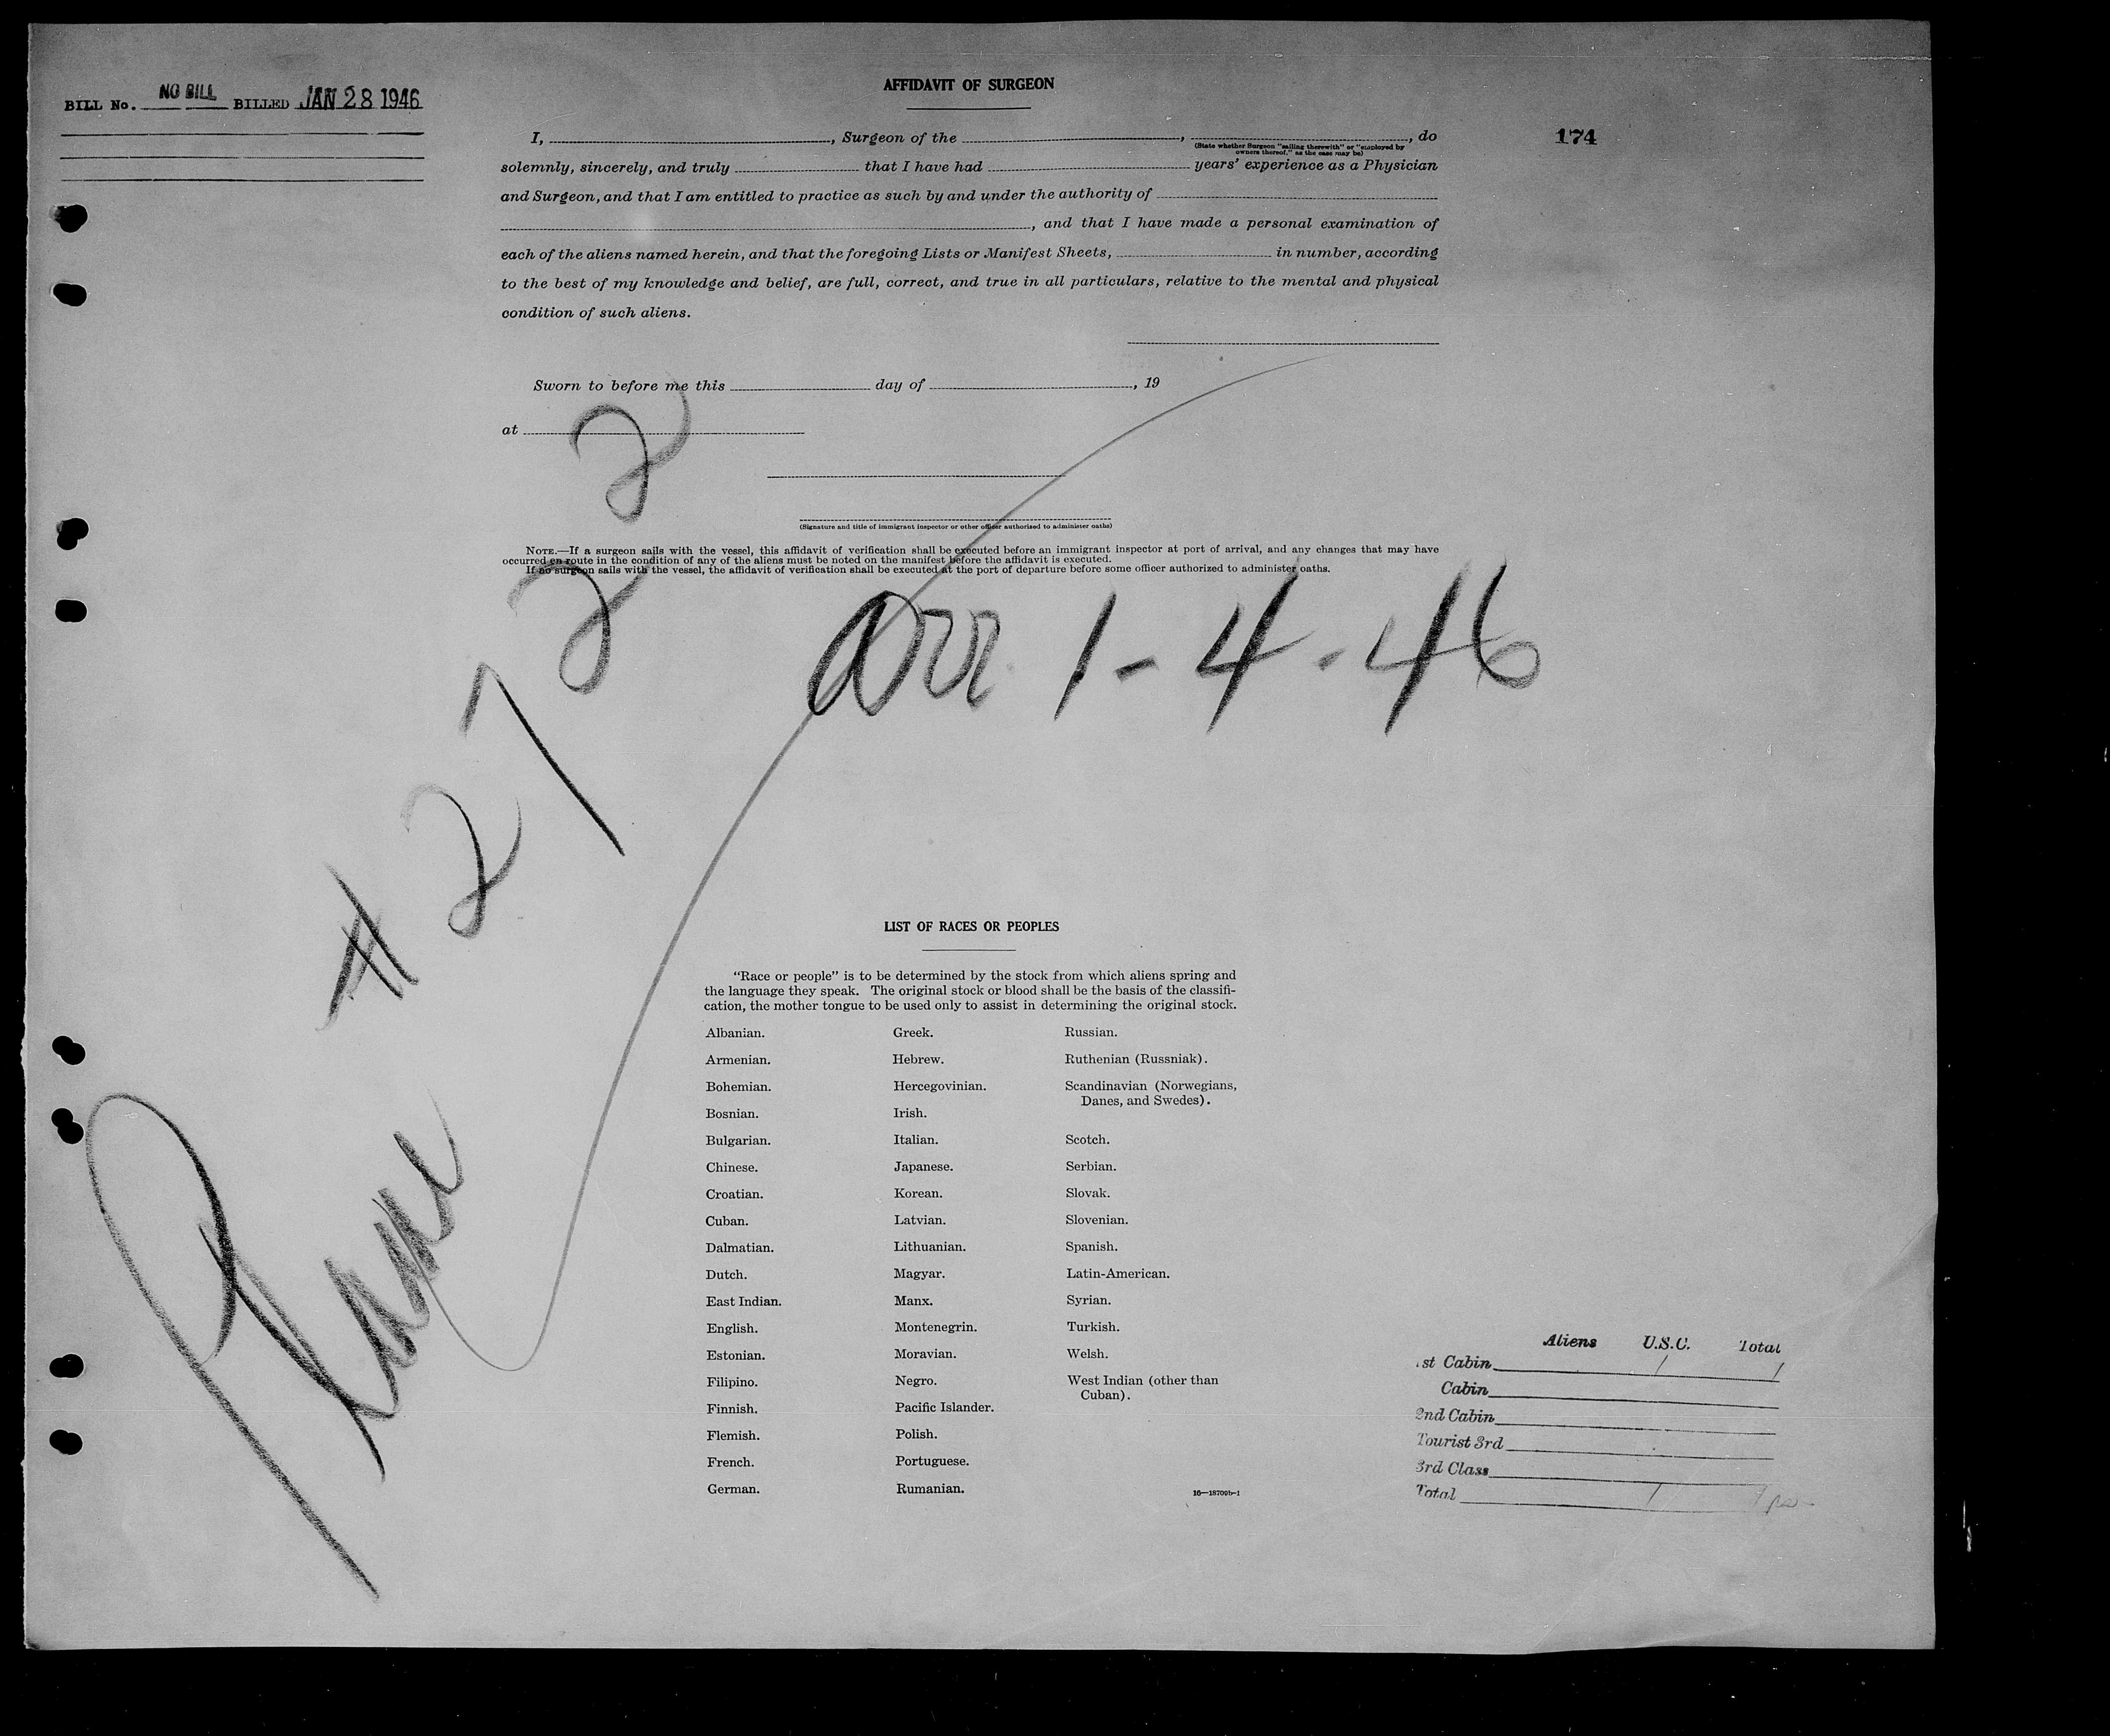 BILL No. NO BILL BILLED JAN 28 1946
AFFIDAVIT OF SURGEON
174
I, , Surgeon of the , , do
(State whether Surgeon "sailing therewith" or "employed by
owners thereof," as the case may be)
solemnly, sincerely, and truly that I have had years' experience as a Physician
and Surgeon, and that I am entitled to practice as such by and under the authority of
, and that I have made a personal examination of
each of the aliens named herein, and that the foregoing Lists or Manifest Sheets, in number, according
to the best of my knowledge and belief, are full, correct, and true in all particulars, relative to the mental and physical
condition of such aliens.
Sworn to before me this day of , 19
at
(Signature and title of immigrant inspector or other officer authorized to administer oaths)
NOTE.—If a surgeon sails with the vessel, this affidavit of verification shall be executed before an immigrant inspector at port of arrival, and any changes that may have
occurred en route in the condition of any of the aliens must be noted on the manifest before the affidavit is executed.
If no surgeon sails with the vessel, the affidavit of verification shall be executed at the port of departure before some officer authorized to administer oaths.
Plane # 2722
arr 1-4-46
LIST OF RACES OR PEOPLES
"Race or people" is to be determined by the stock from which aliens spring and
the language they speak. The original stock or blood shall be the basis of the classifi-
cation, the mother tongue to be used only to assist in determining the original stock.
Albanian.
Armenian.
Bohemian.
Bosnian.
Bulgarian.
Chinese.
Croatian.
Cuban.
Dalmatian.
Dutch.
East Indian.
English.
Estonian.
Filipino.
Finnish.
Flemish.
French.
German.
Greek.
Hebrew.
Hercegovinian.
Irish.
Italian.
Japanese.
Korean.
Latvian.
Lithuanian.
Magyar.
Manx.
Montenegrin.
Moravian.
Negro.
Pacific Islander.
Polish.
Portuguese.
Rumanian.
Russian.
Ruthenian (Russniak).
Scandinavian (Norwegians,
Danes, and Swedes).
Scotch.
Serbian.
Slovak.
Slovenian.
Spanish.
Latin-American.
Syrian.
Turkish.
Welsh.
West Indian (other than
Cuban).
16—18700b-1
Aliens U.S.C. Total
1st Cabin 1 1
Cabin
2nd Cabin
Tourist 3rd
3rd Class
Total 1 1